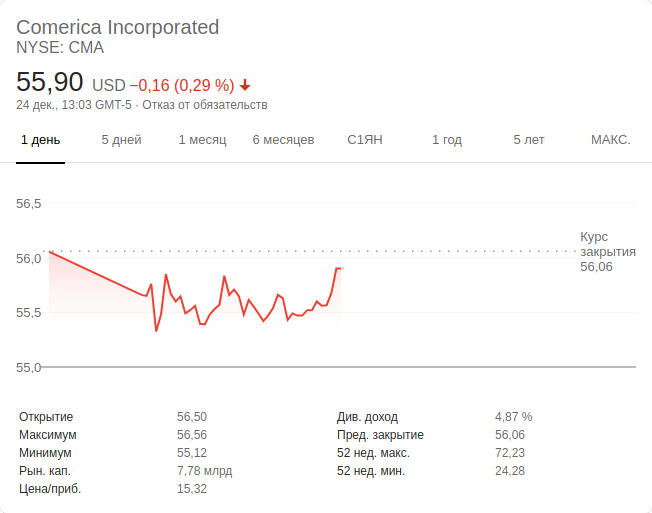 Comerica Incorporated
NYSE: CMA
55,90 USD −0,16 (0,29 %)
24 дек., 13:03 GMT-5 · Отказ от обязательств
1 день 5 дней 1 месяц 6 месяцев С1ЯН 1 год 5 лет МАКС.
56,5
Курс
закрытия
56,06
56,0
55,5
55,0
Открытие 56,50 Див. доход 4,87 %
Максимум 56,56 Пред. закрытие 56,06
Минимум 55,12 52 нед. макс. 72,23
Рын. кап. 7,78 млрд 52 нед. мин. 24,28
Цена/приб. 15,32